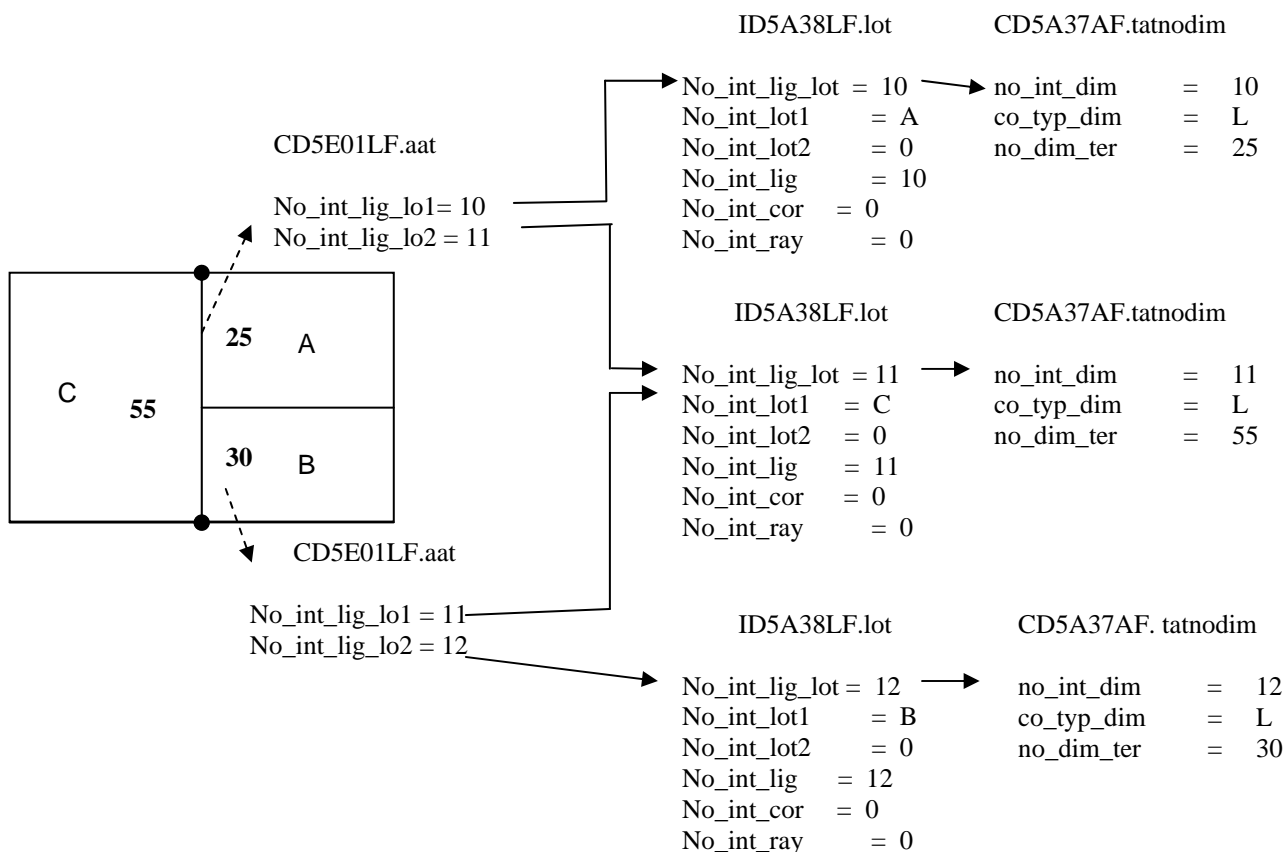 ID5A38LF.lot CD5A37AF.tatnodim
No_int_lig_lot = 10 no_int_dim = 10
No_int_lot1 = A co_typ_dim = L
No_int_lot2 = 0 no_dim_ter = 25
No_int_lig = 10
No_int_cor = 0
No_int_ray = 0
CD5E01LF.aat
No_int_lig_lo1= 10
No_int_lig_lo2 = 11
25 A
C 55
30 B
ID5A38LF.lot CD5A37AF.tatnodim
No_int_lig_lot = 11 no_int_dim = 11
No_int_lot1 = C co_typ_dim = L
No_int_lot2 = 0 no_dim_ter = 55
No_int_lig = 11
No_int_cor = 0
No_int_ray = 0
CD5E01LF.aat
No_int_lig_lo1 = 11
No_int_lig_lo2 = 12
ID5A38LF.lot CD5A37AF. tatnodim
No_int_lig_lot = 12 no_int_dim = 12
No_int_lot1 = B co_typ_dim = L
No_int_lot2 = 0 no_dim_ter = 30
No_int_lig = 12
No_int_cor = 0
No_int_ray = 0